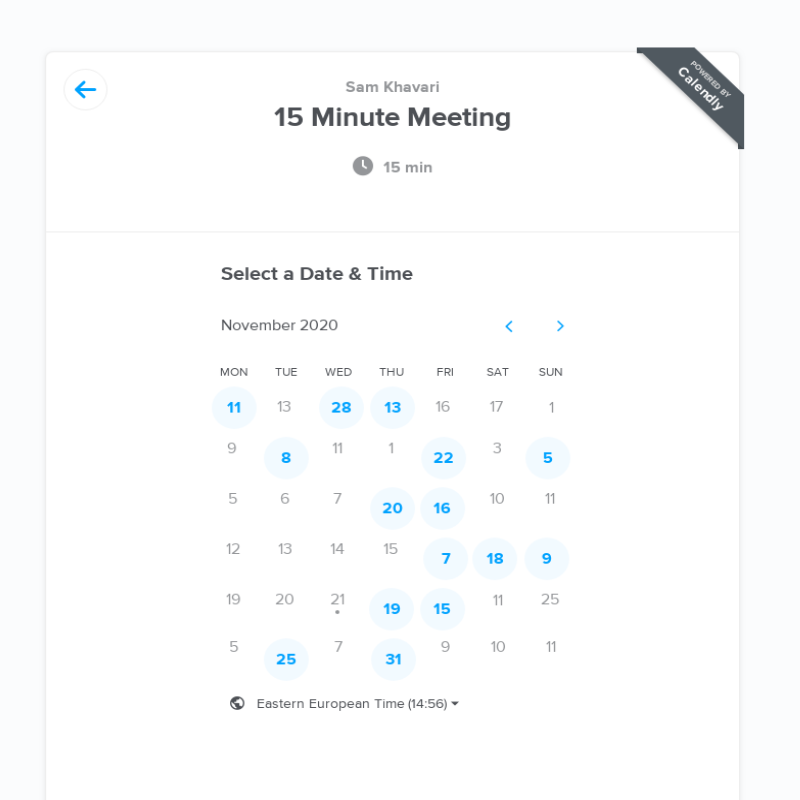 POWERED BY
Calendly
Sam Khavari
15 Minute Meeting
15 min
Select a Date & Time
November 2020
MON TUE WED THU FRI SAT SUN
11 13 28 13 16 17 1
9 8 11 1 22 3 5
5 6 7 20 16 10 11
12 13 14 15 7 18 9
19 20 21 19 15 11 25
5 25 7 31 9 10 11
Eastern European Time (14:56)